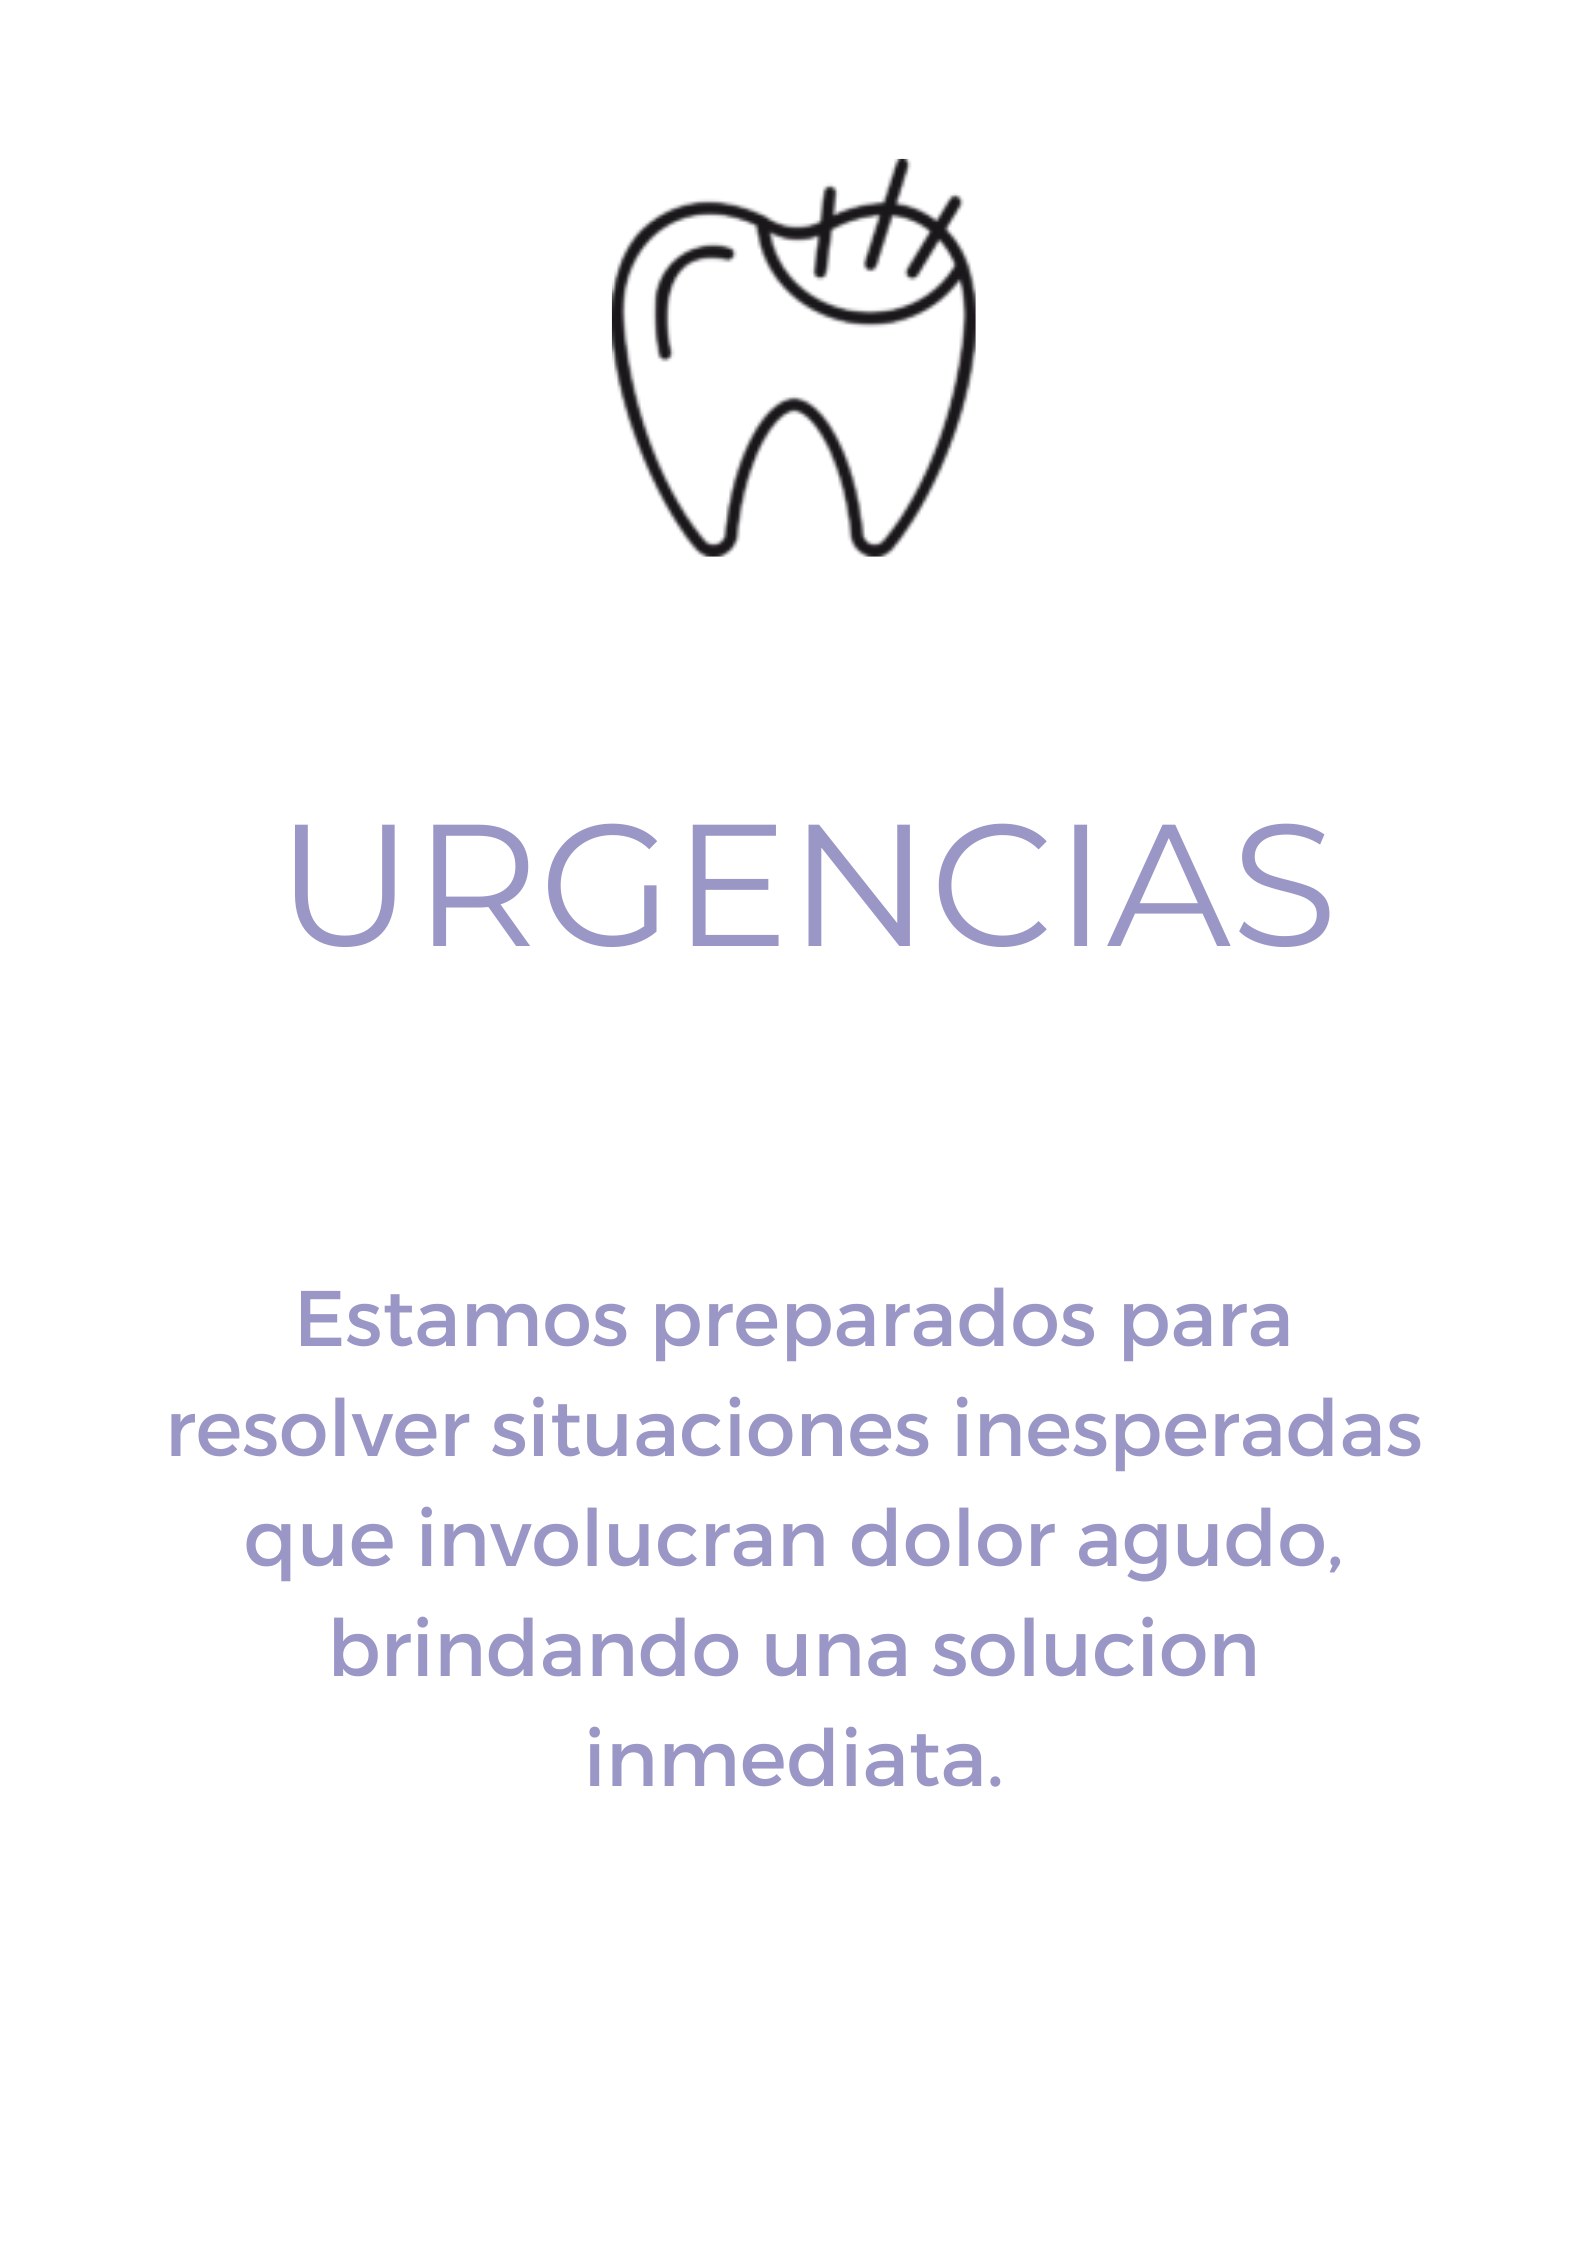 URGENCIAS
Estamos preparados para
resolver situaciones inesperadas
que involucran dolor agudo,
brindando una solucion
inmediata.